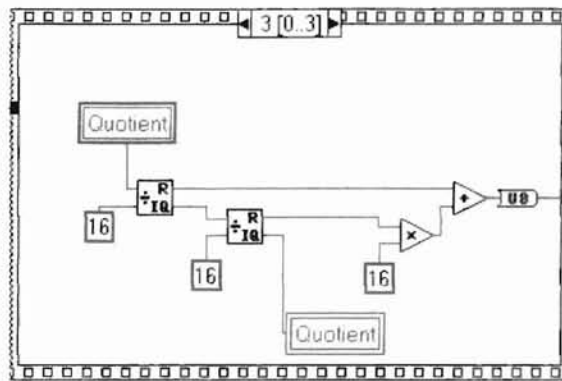 3 [0..3]
Quotient
÷ R
IQ
16
÷ R
IQ
16
×
16
+
U8
Quotient